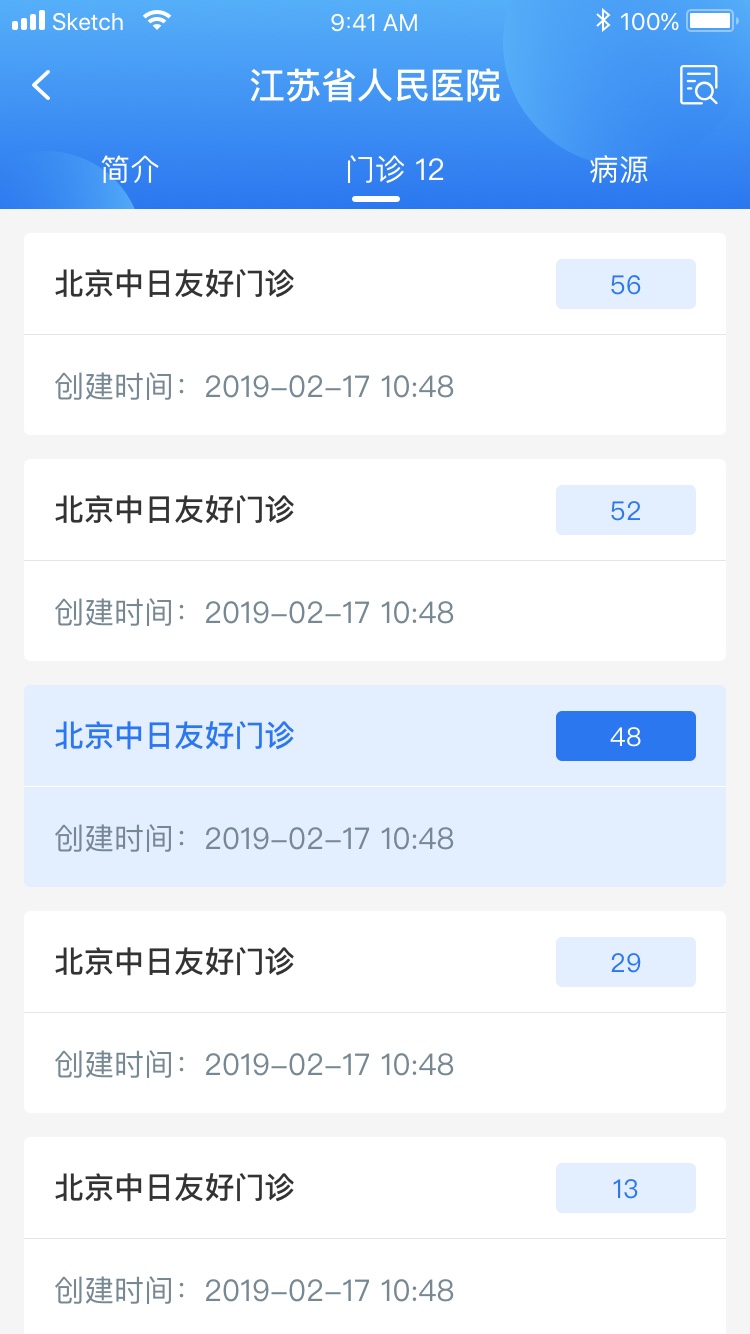 Sketch 9:41 AM 100%
江苏省人民医院
简介 门诊 12 病源
北京中日友好门诊 56
创建时间：2019-02-17 10:48
北京中日友好门诊 52
创建时间：2019-02-17 10:48
北京中日友好门诊 48
创建时间：2019-02-17 10:48
北京中日友好门诊 29
创建时间：2019-02-17 10:48
北京中日友好门诊 13
创建时间：2019-02-17 10:48